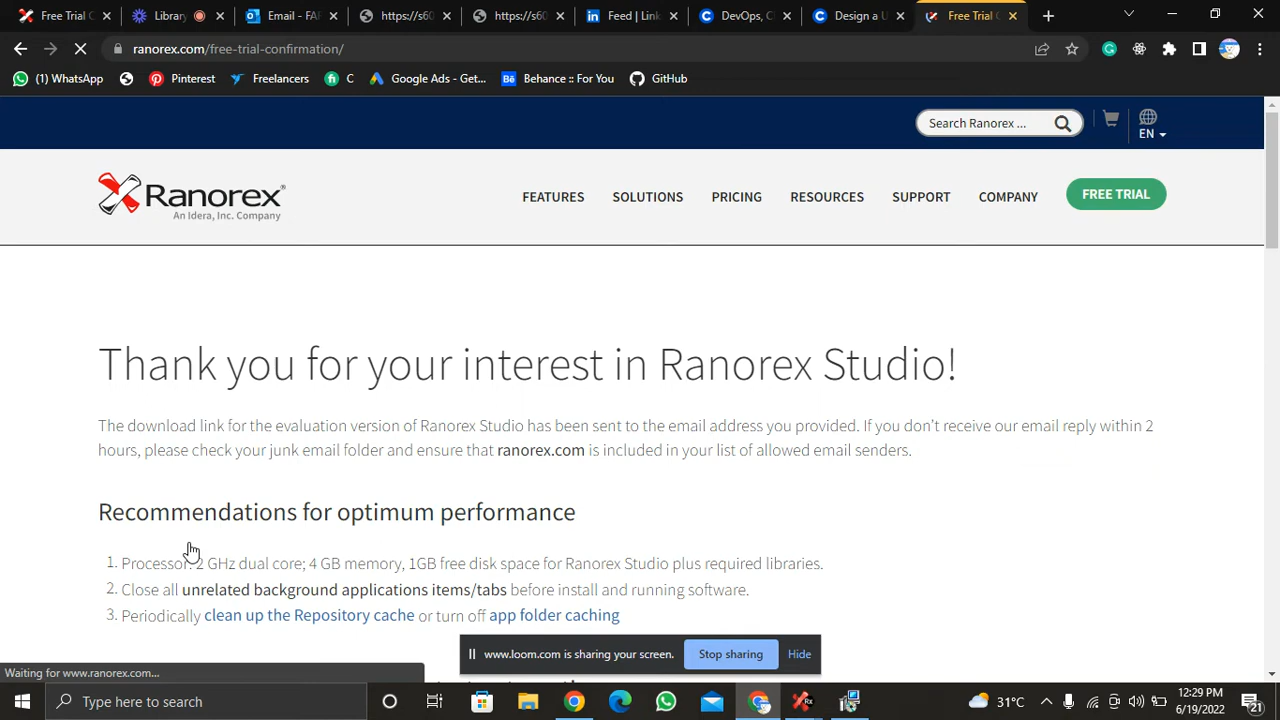 Free Trial C
Library
Email - FAH
https://s60
https://s60
Feed | Link
DevOps, C
Design a U
Free Trial C
ranorex.com/free-trial-confirmation/
(1) WhatsApp
Pinterest
Freelancers
C
Google Ads - Get...
Behance :: For You
GitHub
Search Ranorex ...
EN
Ranorex®
An Idera, Inc. Company
FEATURES
SOLUTIONS
PRICING
RESOURCES
SUPPORT
COMPANY
FREE TRIAL
Thank you for your interest in Ranorex Studio!
The download link for the evaluation version of Ranorex Studio has been sent to the email address you provided. If you don't receive our email reply within 2
hours, please check your junk email folder and ensure that ranorex.com is included in your list of allowed email senders.
Recommendations for optimum performance
1. Processor: 2 GHz dual core; 4 GB memory, 1GB free disk space for Ranorex Studio plus required libraries.
2. Close all unrelated background applications items/tabs before install and running software.
3. Periodically clean up the Repository cache or turn off app folder caching
www.loom.com is sharing your screen.
Stop sharing
Hide
Waiting for www.ranorex.com...
Type here to search
31°C
12:29 PM
6/19/2022
21